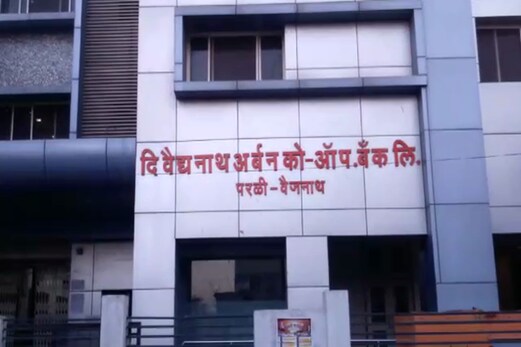 दि वैद्यनाथ अर्बन को-ऑप.बँक लि.
परळी-वैजनाथ